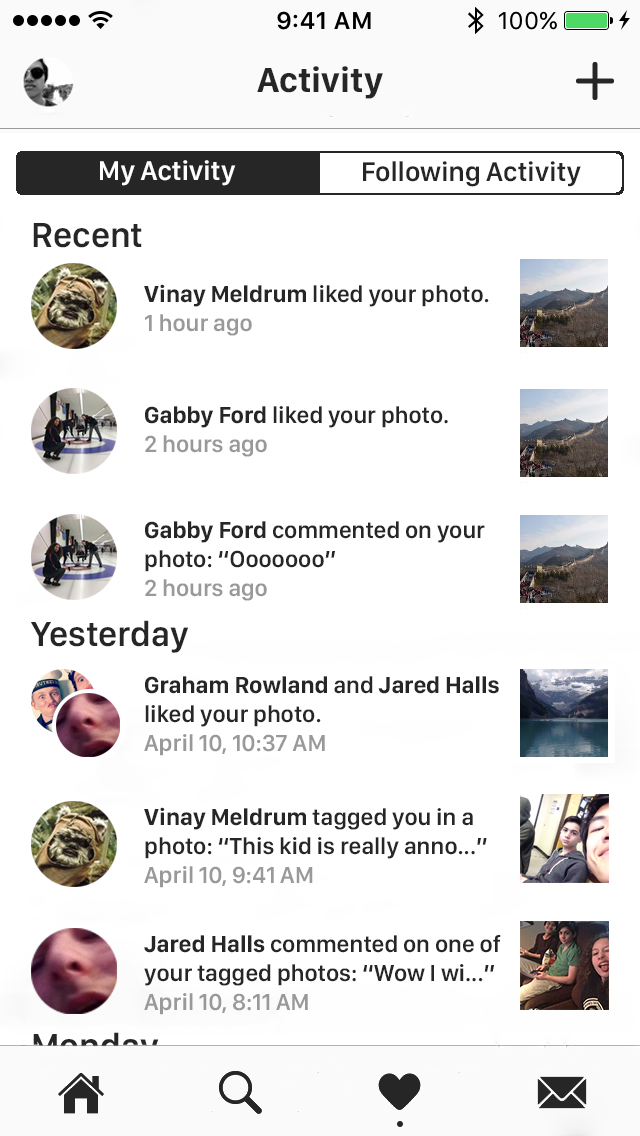 9:41 AM
100%
Activity
My Activity
Following Activity
Recent
Vinay Meldrum liked your photo.
1 hour ago
Gabby Ford liked your photo.
2 hours ago
Gabby Ford commented on your
photo: “Ooooooo”
2 hours ago
Yesterday
Graham Rowland and Jared Halls
liked your photo.
April 10, 10:37 AM
Vinay Meldrum tagged you in a
photo: “This kid is really anno...”
April 10, 9:41 AM
Jared Halls commented on one of
your tagged photos: “Wow I wi...”
April 10, 8:11 AM
Monday